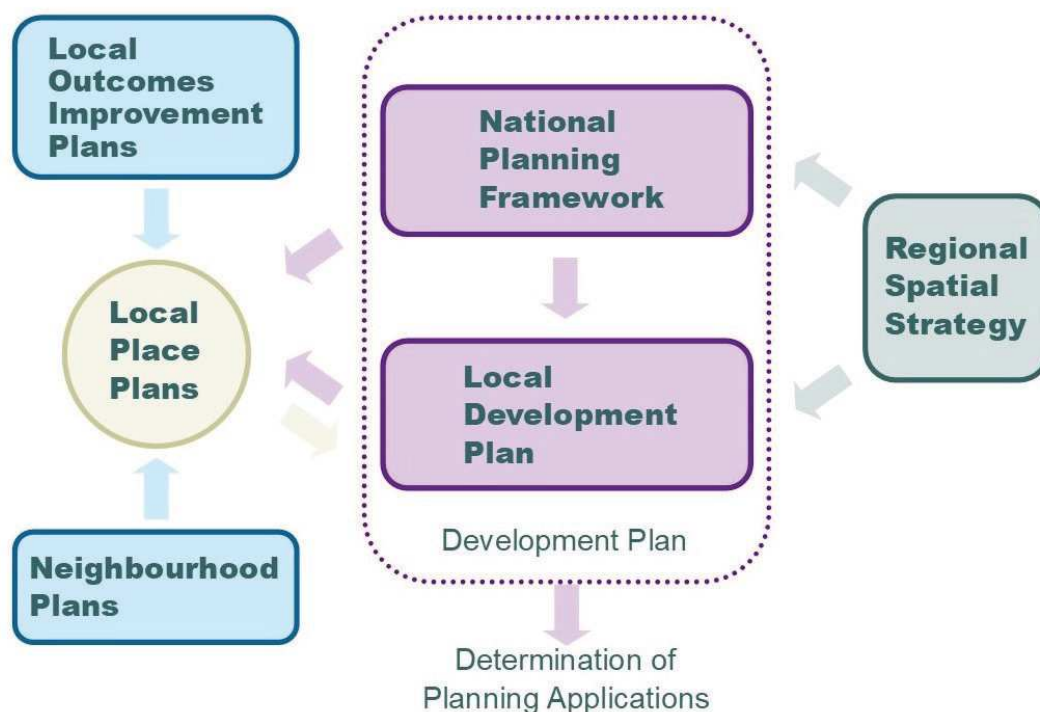 Local
Outcomes
Improvement
Plans
National
Planning
Framework
Regional
Spatial
Strategy
Local
Place
Plans
Local
Development
Plan
Neighbourhood
Plans
Development Plan
Determination of
Planning Applications